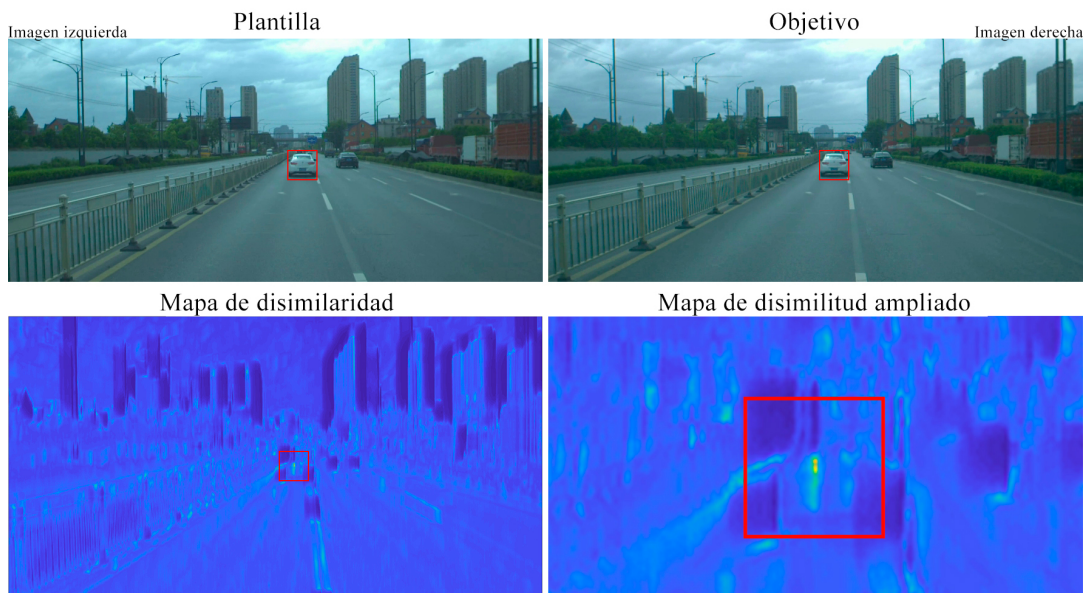 Plantilla
Objetivo
Imagen izquierda
Imagen derecha
Mapa de disimilaridad
Mapa de disimilitud ampliado